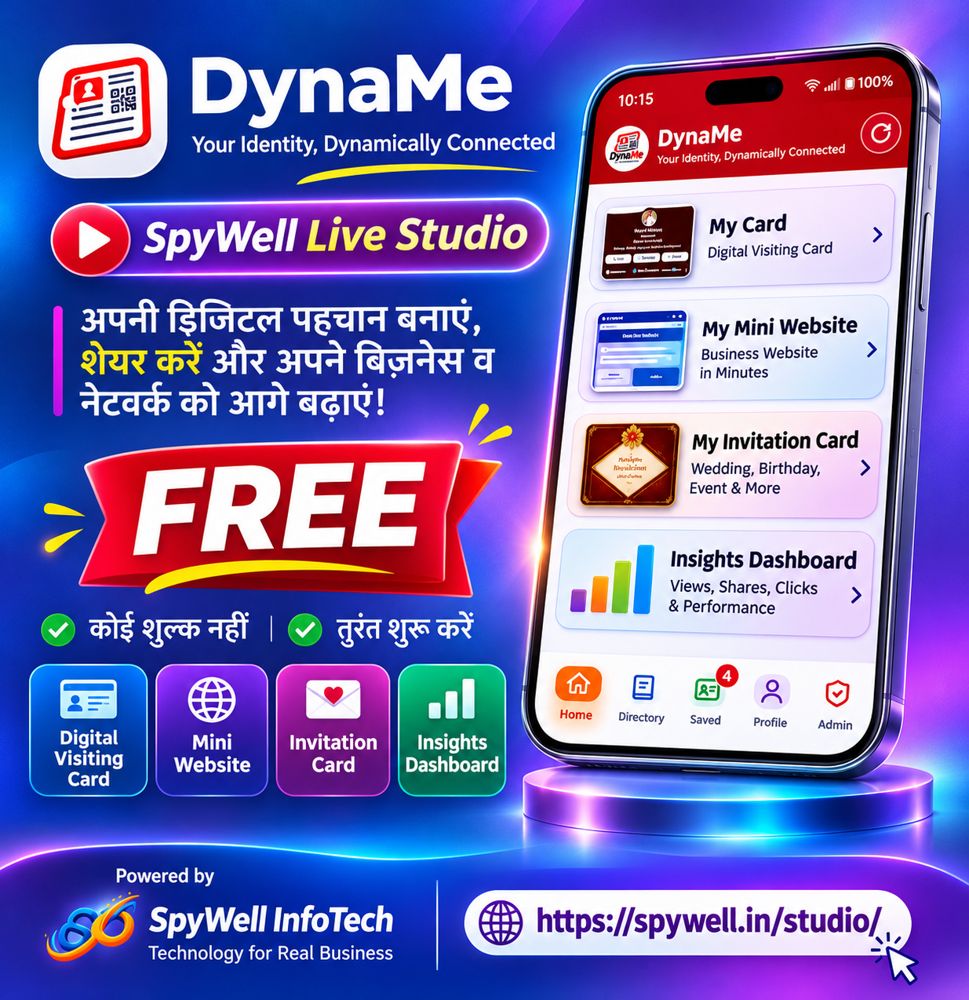 DynaMe
Your Identity, Dynamically Connected
SpyWell Live Studio
अपनी डिजिटल पहचान बनाएं,
शेयर करें और अपने बिज़नेस व
नेटवर्क को आगे बढ़ाएं!
FREE
कोई शुल्क नहीं
तुरंत शुरू करें
Digital
Visiting
Card
Mini
Website
Invitation
Card
Insights
Dashboard
10:15
100%
DynaMe
DynaMe
Your Identity, Dynamically Connected
My Card
Digital Visiting Card
My Mini Website
Business Website
in Minutes
My Invitation Card
Wedding, Birthday,
Event & More
Insights Dashboard
Views, Shares, Clicks
& Performance
4
Home
Directory
Saved
Profile
Admin
Powered by
SpyWell InfoTech
Technology for Real Business
https://spywell.in/studio/